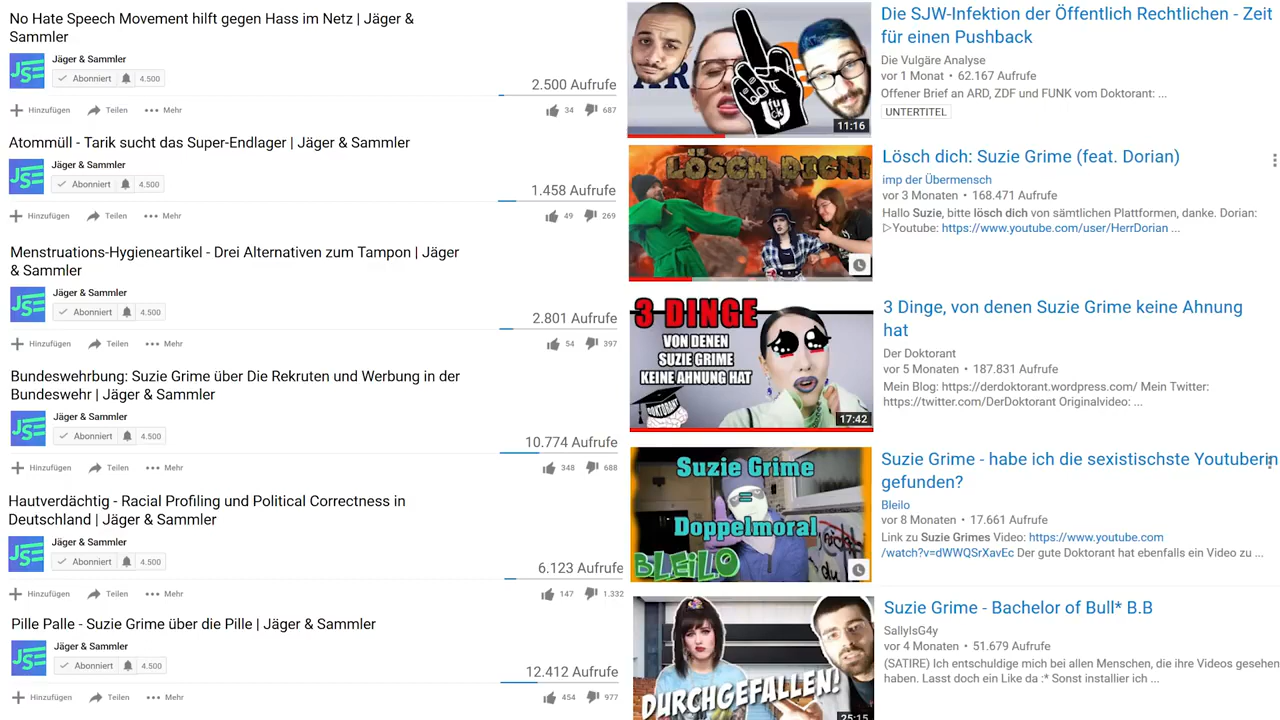 No Hate Speech Movement hilft gegen Hass im Netz | Jäger &
Sammler
JSE
Jäger & Sammler
Abonniert 4.500
2.500 Aufrufe
Hinzufügen Teilen Mehr
34 687
Atommüll - Tarik sucht das Super-Endlager | Jäger & Sammler
JSE
Jäger & Sammler
Abonniert 4.500
1.458 Aufrufe
Hinzufügen Teilen Mehr
49 269
Menstruations-Hygieneartikel - Drei Alternativen zum Tampon | Jäger
& Sammler
JSE
Jäger & Sammler
Abonniert 4.500
2.801 Aufrufe
Hinzufügen Teilen Mehr
54 397
Bundeswehrbung: Suzie Grime über Die Rekruten und Werbung in der
Bundeswehr | Jäger & Sammler
JSE
Jäger & Sammler
Abonniert 4.500
10.774 Aufrufe
Hinzufügen Teilen Mehr
348 688
Hautverdächtig - Racial Profiling und Political Correctness in
Deutschland | Jäger & Sammler
JSE
Jäger & Sammler
Abonniert 4.500
6.123 Aufrufe
Hinzufügen Teilen Mehr
147 1.332
Pille Palle - Suzie Grime über die Pille | Jäger & Sammler
JSE
Jäger & Sammler
Abonniert 4.500
12.412 Aufrufe
Hinzufügen Teilen Mehr
454 977
fuck
11:16
Die SJW-Infektion der Öffentlich Rechtlichen - Zeit
für einen Pushback
Die Vulgäre Analyse
vor 1 Monat • 62.167 Aufrufe
Offener Brief an ARD, ZDF und FUNK vom Doktorant: ...
UNTERTITEL
LÖSCH DICH!
Lösch dich: Suzie Grime (feat. Dorian)
imp der Übermensch
vor 3 Monaten • 168.471 Aufrufe
Hallo Suzie, bitte lösch dich von sämtlichen Plattformen, danke. Dorian:
▷Youtube: https://www.youtube.com/user/HerrDorian ...
3 DINGE
VON DENEN
SUZIE GRIME
KEINE AHNUNG HAT
DOKTORANT
17:42
3 Dinge, von denen Suzie Grime keine Ahnung
hat
Der Doktorant
vor 5 Monaten • 187.831 Aufrufe
Mein Blog: https://derdoktorant.wordpress.com/ Mein Twitter:
https://twitter.com/DerDoktorant Originalvideo: ...
Suzie Grime
=
Doppelmoral
BLEiLO
Suzie Grime - habe ich die sexistischste Youtuberin
gefunden?
Bleilo
vor 8 Monaten • 17.661 Aufrufe
Link zu Suzie Grimes Video: https://www.youtube.com
/watch?v=dWWQSrXavEc Der gute Doktorant hat ebenfalls ein Video zu ...
DURCHGEFALLEN!
25:15
Suzie Grime - Bachelor of Bull* B.B
SallyIsG4y
vor 4 Monaten • 51.679 Aufrufe
(SATIRE) Ich entschuldige mich bei allen Menschen, die ihre Videos gesehen
haben. Lasst doch ein Like da :* Sonst installier ich ...